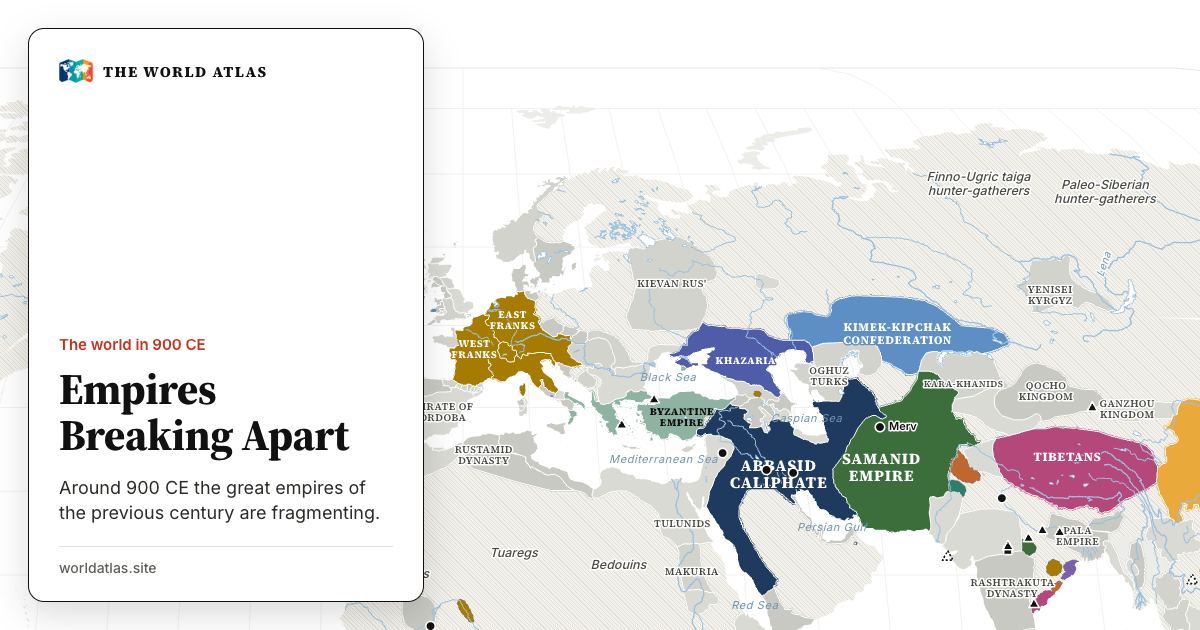 THE WORLD ATLAS
The world in 900 CE
Empires
Breaking Apart
Around 900 CE the great empires of
the previous century are fragmenting.
worldatlas.site
Finno-Ugric taiga
hunter-gatherers
Paleo-Siberian
hunter-gatherers
Lena
KIEVAN RUS'
YENISEI
KYRGYZ
EAST
FRANKS
WEST
FRANKS
KIMEK-KIPCHAK
CONFEDERATION
KHAZARIA
Black Sea
OGHUZ
TURKS
KARA-KHANIDS
QOCHO
KINGDOM
GANZHOU
KINGDOM
IRATE OF
ORDOBA
BYZANTINE
EMPIRE
Caspian Sea
Merv
RUSTAMID
DYNASTY
Mediterranean Sea
ABBASID
CALIPHATE
SAMANID
EMPIRE
TIBETANS
TULUNIDS
Persian Gulf
PALA
EMPIRE
Tuaregs
Bedouins
MAKURIA
RASHTRAKUTA
DYNASTY
Red Sea
s